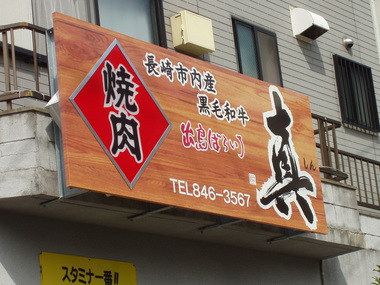 焼肉
長崎市内産
黒毛和牛
出島ばらいろ
TEL846-3567
真
しん
スタミナ一番!!